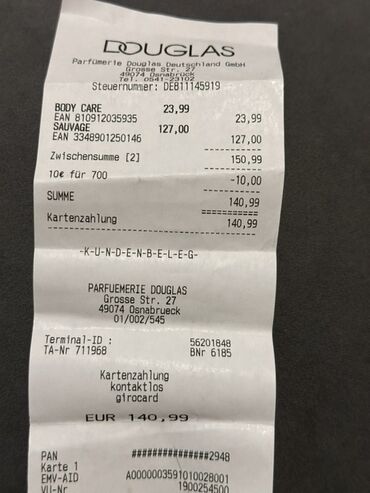 DOUGLAS
Parfümerie Douglas Deutschland GmbH
Grosse Str. 27
49074 Osnabrück
Tel. 0541-23102
Steuernummer: DE811145919
BODY CARE 23,99
EAN 810912035935 23,99
SAUVAGE 127,00
EAN 3348901250146 127,00
Zwischensumme [2] 150,99
10€ für 700 -10,00
SUMME 140,99
Kartenzahlung 140,99
-K-U-N-D-E-N-B-E-L-E-G-
PARFUEMERIE DOUGLAS
Grosse Str. 27
49074 Osnabrueck
01/002/545
Terminal-ID : 56201848
TA-Nr 711968 BNr 6185
Kartenzahlung
kontaktlos
girocard
EUR 140,99
PAN ###############2948
Karte 1
EMV-AID A0000003591010028001
VU-Nr 1900254500